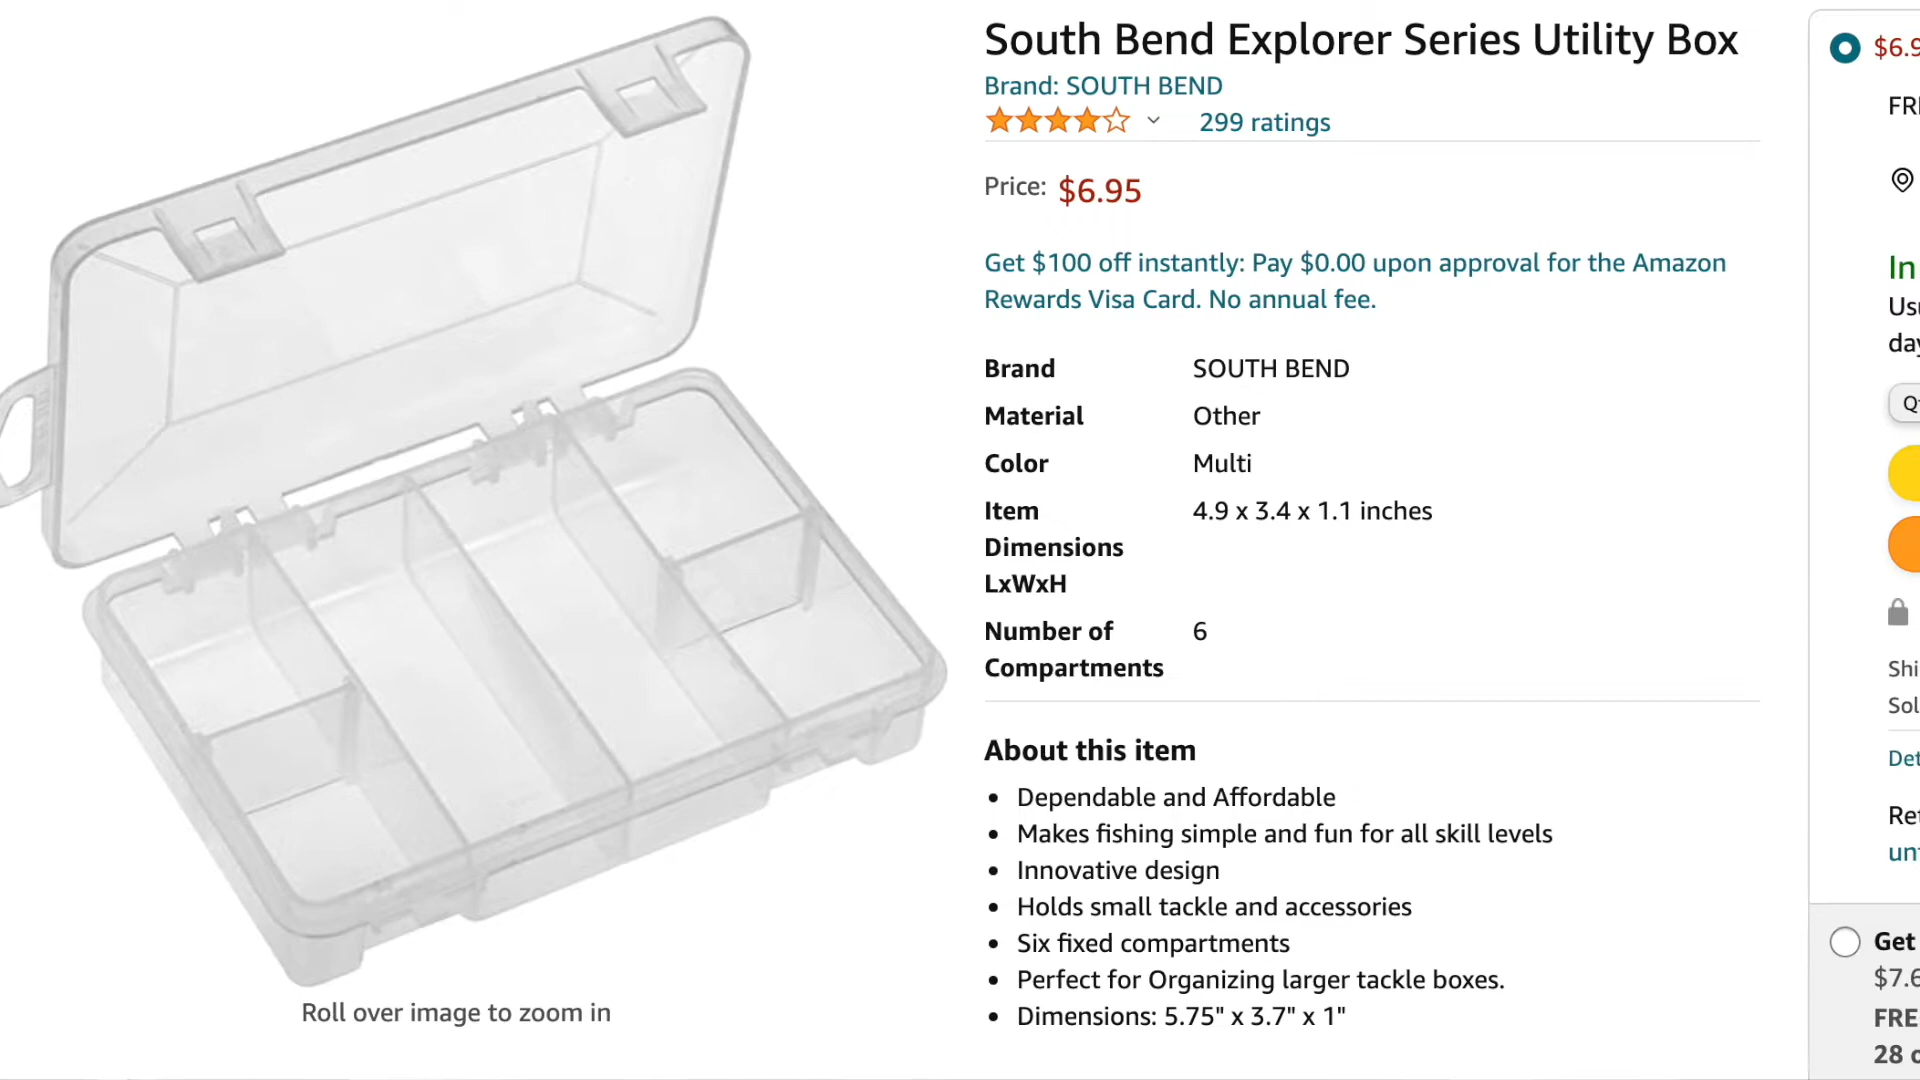 South Bend Explorer Series Utility Box
Brand: SOUTH BEND
299 ratings
Price: $6.95
Get $100 off instantly: Pay $0.00 upon approval for the Amazon
Rewards Visa Card. No annual fee.
Brand SOUTH BEND
Material Other
Color Multi
Item 4.9 x 3.4 x 1.1 inches
Dimensions
LxWxH
Number of 6
Compartments
About this item
Dependable and Affordable
Makes fishing simple and fun for all skill levels
Innovative design
Holds small tackle and accessories
Six fixed compartments
Perfect for Organizing larger tackle boxes.
Dimensions: 5.75" x 3.7" x 1"
Roll over image to zoom in
$6.9
In
Get